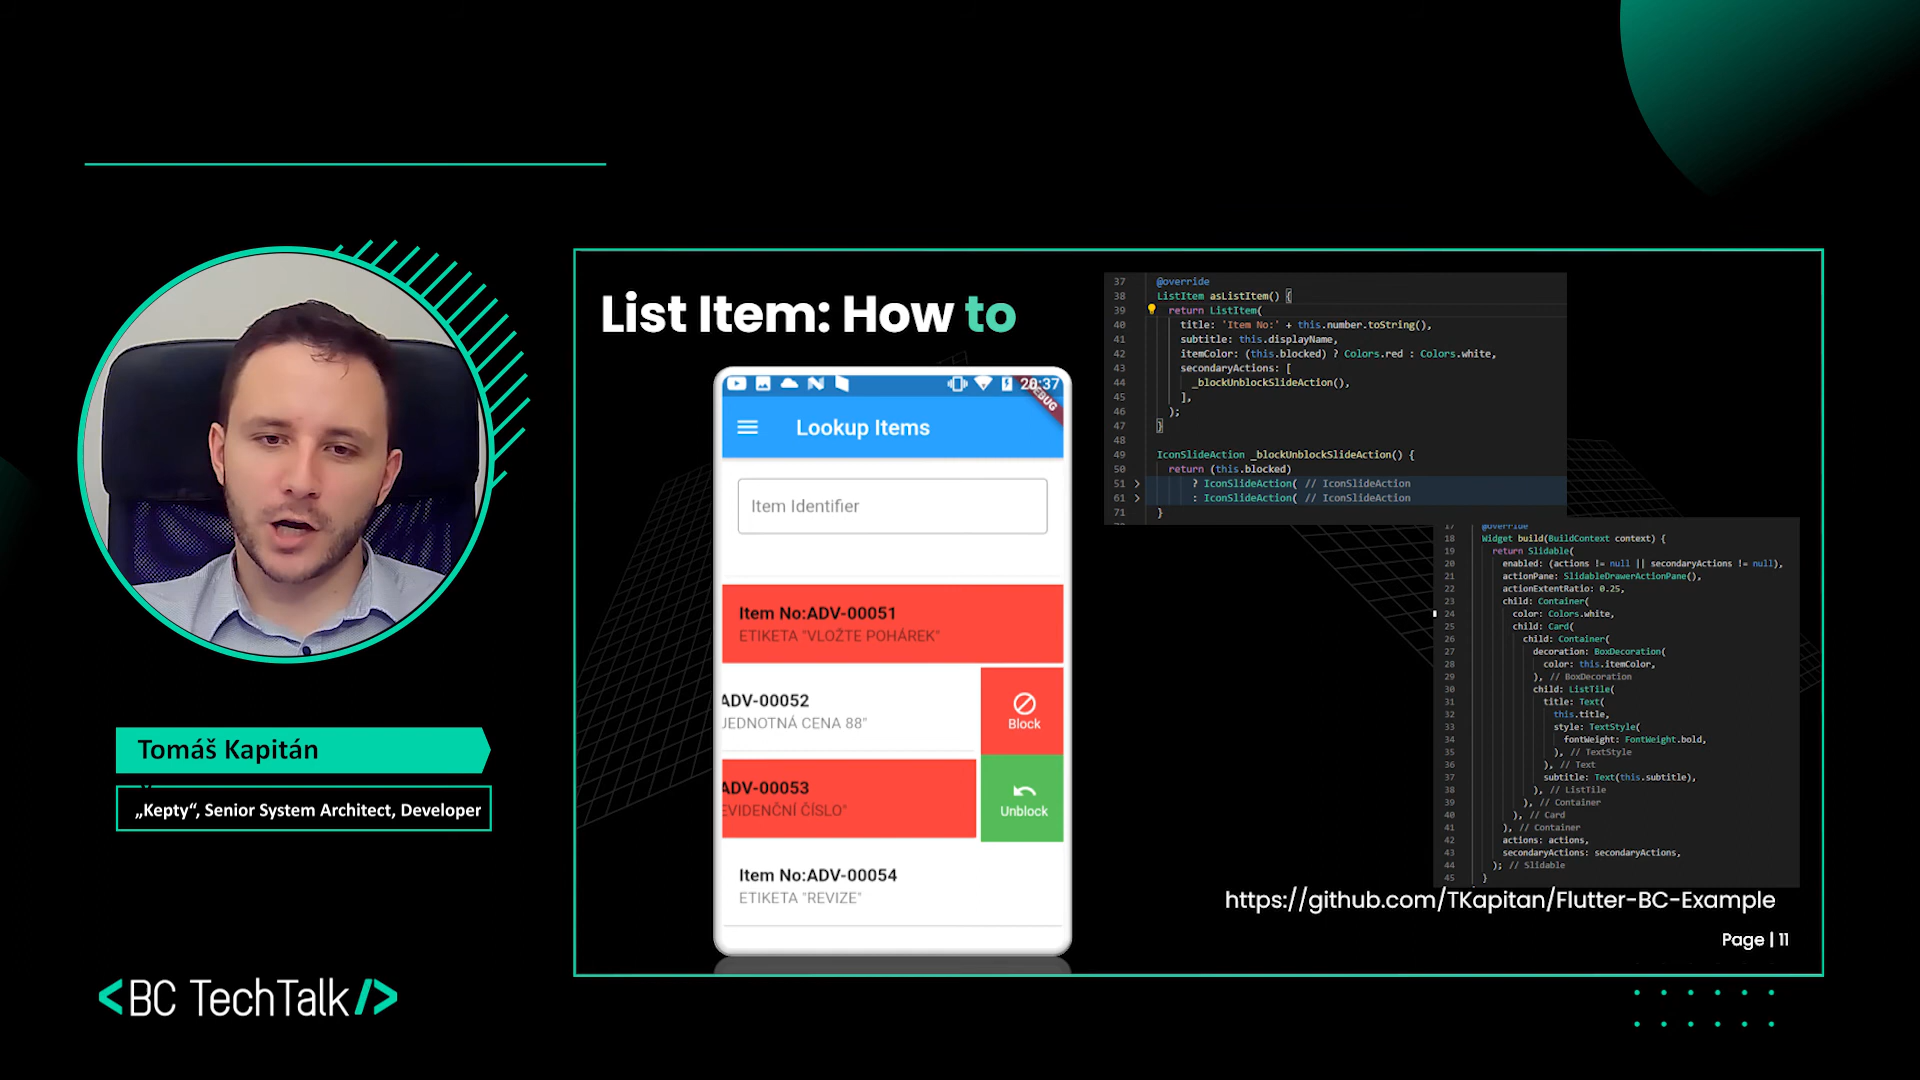 List Item: How to
20:37
DEBUG
Lookup Items
Item Identifier
Item No:ADV-00051
ETIKETA "VLOŽTE POHÁREK"
ADV-00052
JEDNOTNÁ CENA 88"
Block
ADV-00053
EVIDENČNÍ ČÍSLO"
Unblock
Item No:ADV-00054
ETIKETA "REVIZE"
37 @override
38 ListItem asListItem() {
39 return ListItem(
40 title: 'Item No:' + this.number.toString(),
41 subtitle: this.displayName,
42 itemColor: (this.blocked) ? Colors.red : Colors.white,
43 secondaryActions: [
44 _blockUnblockSlideAction(),
45 ],
46 );
47 }
48
49 IconSlideAction _blockUnblockSlideAction() {
50 return (this.blocked)
51 ? IconSlideAction( // IconSlideAction
61 : IconSlideAction( // IconSlideAction
71 }
17 @override
18 Widget build(BuildContext context) {
19 return Slidable(
20 enabled: (actions != null || secondaryActions != null),
21 actionPane: SlidableDrawerActionPane(),
22 actionExtentRatio: 0.25,
23 child: Container(
24 color: Colors.white,
25 child: Card(
26 child: Container(
27 decoration: BoxDecoration(
28 color: this.itemColor,
29 ), // BoxDecoration
30 child: ListTile(
31 title: Text(
32 this.title,
33 style: TextStyle(
34 fontWeight: FontWeight.bold,
35 ), // TextStyle
36 ), // Text
37 subtitle: Text(this.subtitle),
38 ), // ListTile
39 ), // Container
40 ), // Card
41 ), // Container
42 actions: actions,
43 secondaryActions: secondaryActions,
44 ); // Slidable
45 }
https://github.com/TKapitan/Flutter-BC-Example
Page | 11
Tomáš Kapitán
„Kepty“, Senior System Architect, Developer
<BC TechTalk/>